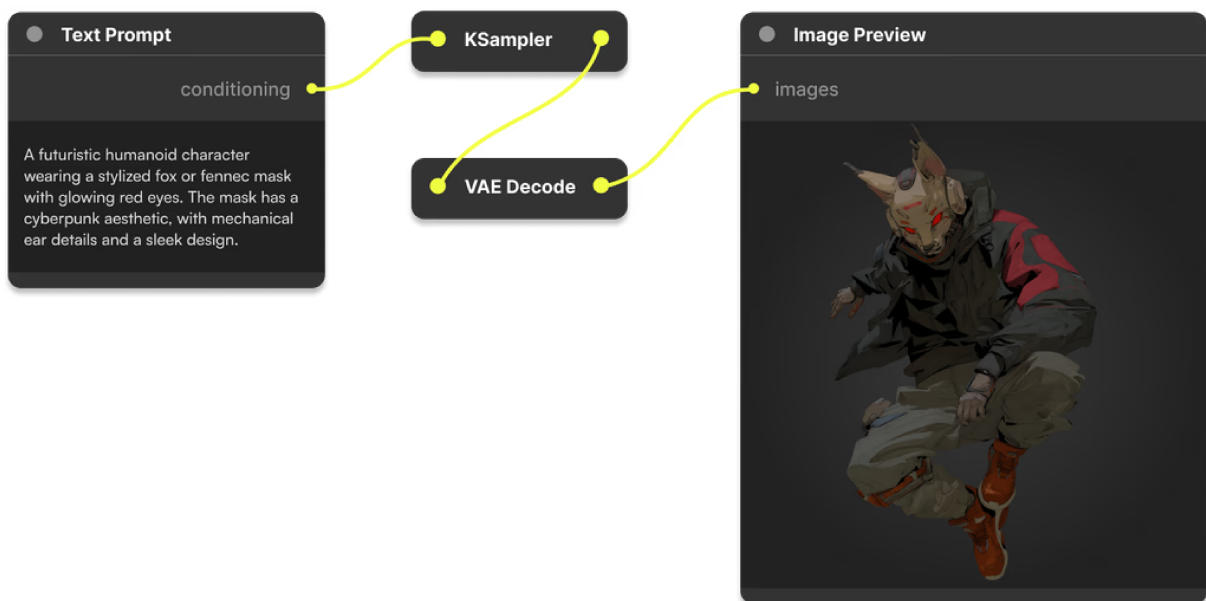 Text Prompt
conditioning
A futuristic humanoid character
wearing a stylized fox or fennec mask
with glowing red eyes. The mask has a
cyberpunk aesthetic, with mechanical
ear details and a sleek design.
KSampler
VAE Decode
Image Preview
images